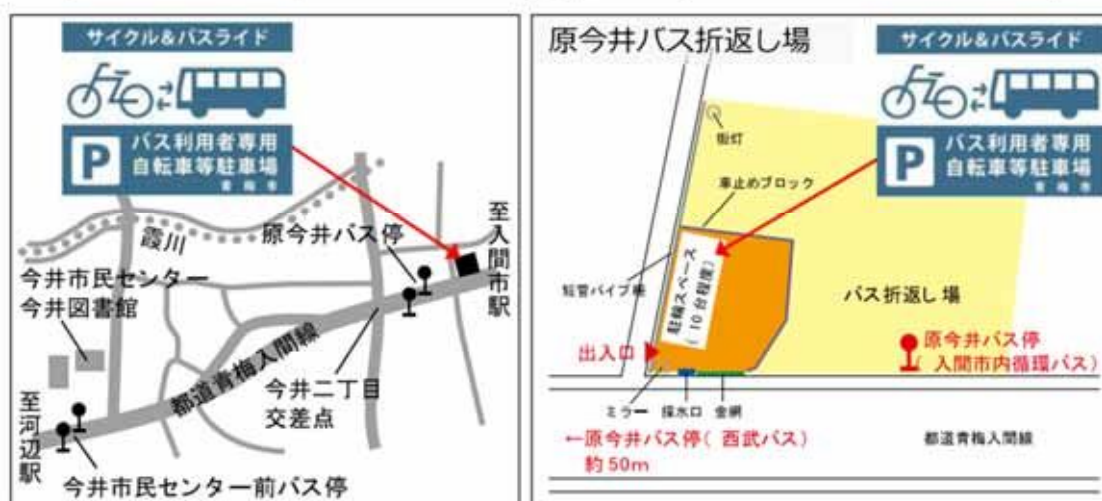 サイクル&バスライド
P
バス利用者専用
自転車等駐車場
青梅市
霞川
原今井バス停
至入間市駅
今井市民センター
今井図書館
都道青梅入間線
今井二丁目
交差点
至河辺駅
今井市民センター前バス停
原今井バス折返し場
サイクル&バスライド
P
バス利用者専用
自転車等駐車場
青梅市
街灯
車止めブロック
短管パイプ柵
駐輪スペース
(10台程度)
バス折返し場
出入口
原今井バス停
(入間市内循環バス)
ミラー
採水口
金網
←原今井バス停(西武バス)
約50m
都道青梅入間線